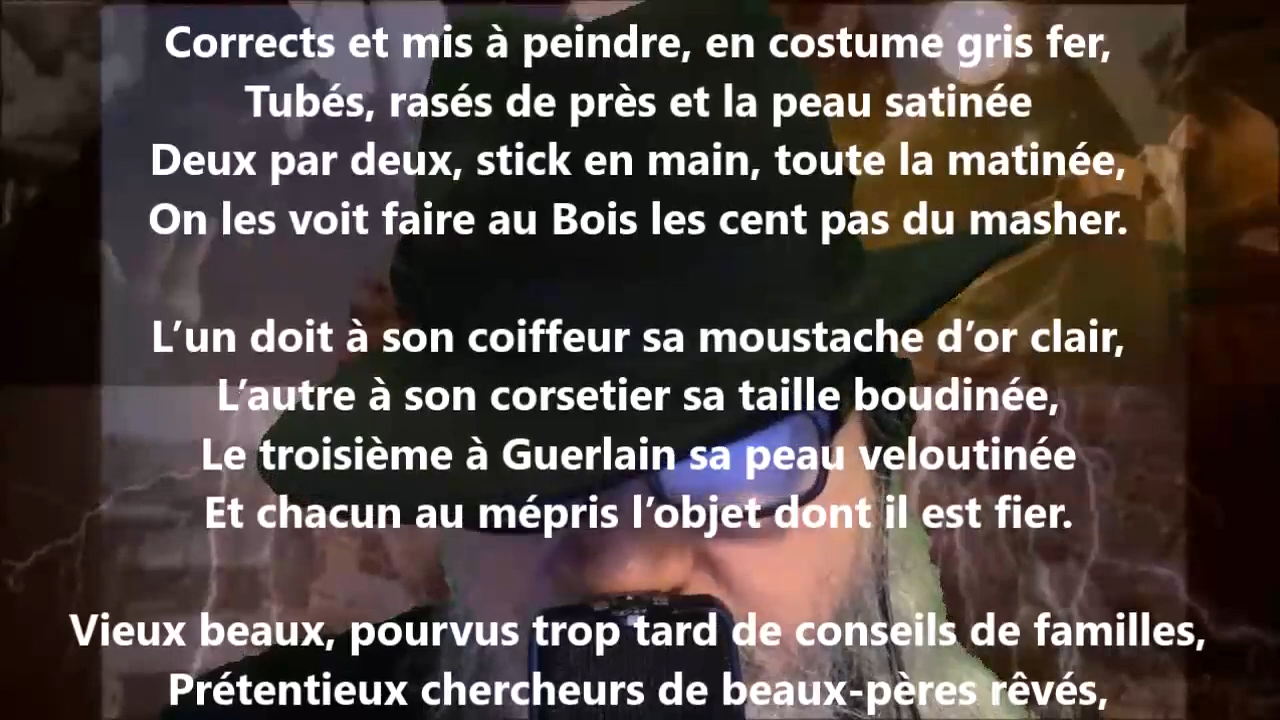 Corrects et mis à peindre, en costume gris fer,
Tubés, rasés de près et la peau satinée
Deux par deux, stick en main, toute la matinée,
On les voit faire au Bois les cent pas du masher.
L’un doit à son coiffeur sa moustache d’or clair,
L’autre à son corsetier sa taille boudinée,
Le troisième à Guerlain sa peau veloutinée
Et chacun au mépris l’objet dont il est fier.
Vieux beaux, pourvus trop tard de conseils de familles,
Prétentieux chercheurs de beaux-pères rêvés,